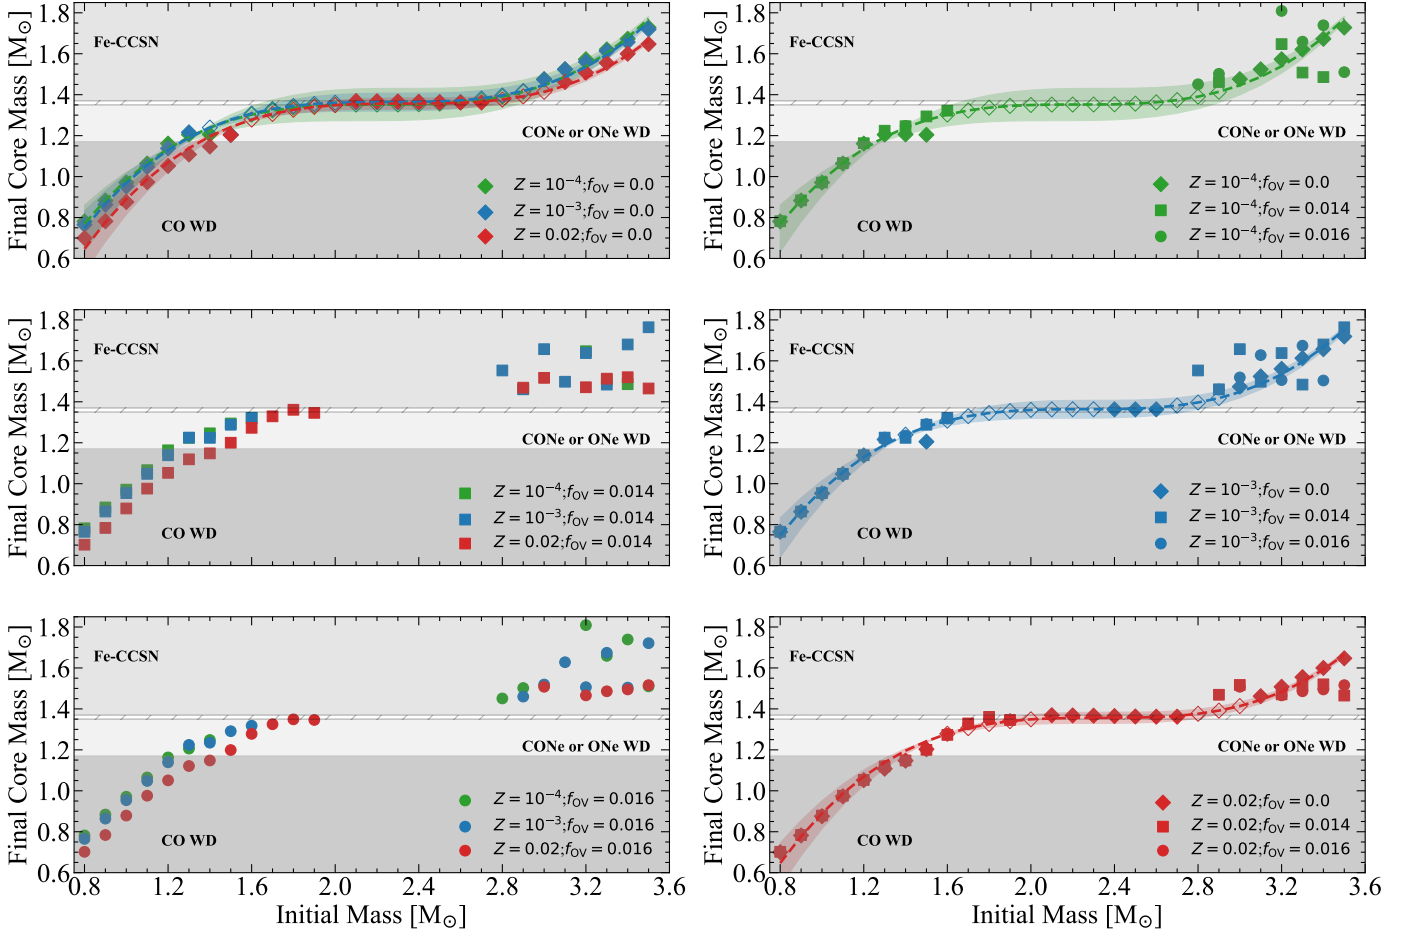 Final Core Mass [M⊙]
1.8
1.6
1.4
1.2
1.0
0.8
0.6
Fe-CCSN
CONe or ONe WD
CO WD
Z = 10⁻⁴;f_OV = 0.0
Z = 10⁻³;f_OV = 0.0
Z = 0.02;f_OV = 0.0
Final Core Mass [M⊙]
1.8
1.6
1.4
1.2
1.0
0.8
0.6
Fe-CCSN
CONe or ONe WD
CO WD
Z = 10⁻⁴;f_OV = 0.0
Z = 10⁻⁴;f_OV = 0.014
Z = 10⁻⁴;f_OV = 0.016
Final Core Mass [M⊙]
1.8
1.6
1.4
1.2
1.0
0.8
0.6
Fe-CCSN
CONe or ONe WD
CO WD
Z = 10⁻⁴;f_OV = 0.014
Z = 10⁻³;f_OV = 0.014
Z = 0.02;f_OV = 0.014
Final Core Mass [M⊙]
1.8
1.6
1.4
1.2
1.0
0.8
0.6
Fe-CCSN
CONe or ONe WD
CO WD
Z = 10⁻³;f_OV = 0.0
Z = 10⁻³;f_OV = 0.014
Z = 10⁻³;f_OV = 0.016
Final Core Mass [M⊙]
1.8
1.6
1.4
1.2
1.0
0.8
0.6
Fe-CCSN
CONe or ONe WD
CO WD
Z = 10⁻⁴;f_OV = 0.016
Z = 10⁻³;f_OV = 0.016
Z = 0.02;f_OV = 0.016
0.8 1.2 1.6 2.0 2.4 2.8 3.2 3.6
Initial Mass [M⊙]
Final Core Mass [M⊙]
1.8
1.6
1.4
1.2
1.0
0.8
0.6
Fe-CCSN
CONe or ONe WD
CO WD
Z = 0.02;f_OV = 0.0
Z = 0.02;f_OV = 0.014
Z = 0.02;f_OV = 0.016
0.8 1.2 1.6 2.0 2.4 2.8 3.2 3.6
Initial Mass [M⊙]